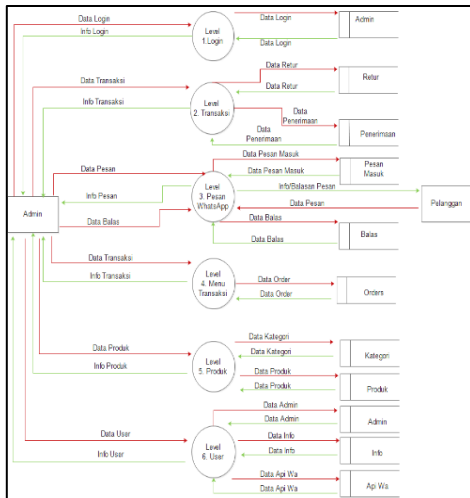 Data Login
Info Login
Level
1.Login
Data Login
Data Login
Admin
Data Transaksi
Info Transaksi
Level
2. Transaksi
Data Retur
Data Retur
Retur
Data
Penerimaan
Data
Penerimaan
Penerimaan
Data Pesan
Info Pesan
Data Balas
Level
3. Pesan
WhatsApp
Data Pesan Masuk
Data Pesan Masuk
Pesan
Masuk
Info/Balasan Pesan
Data Pesan
Pelanggan
Data Balas
Data Balas
Balas
Admin
Data Transaksi
Info Transaksi
Level
4. Menu
Transaksi
Data Order
Data Order
Orders
Data Produk
Info Produk
Level
5. Produk
Data Kategori
Data Kategori
Kategori
Data Produk
Data Produk
Produk
Data User
Info User
Level
6. User
Data Admin
Data Admin
Admin
Data Info
Data Info
Info
Data Api Wa
Data Api Wa
Api Wa